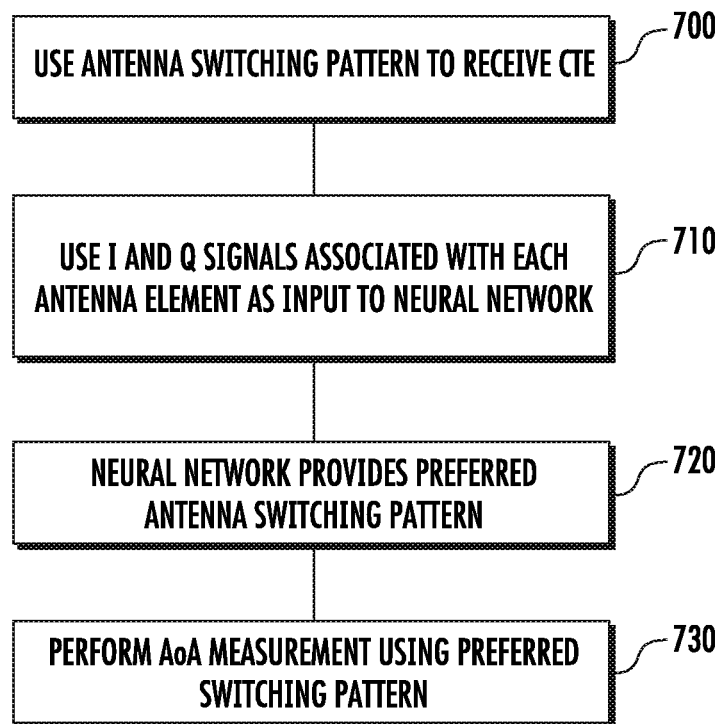 USE ANTENNA SWITCHING PATTERN TO RECEIVE CTE
700
USE I AND Q SIGNALS ASSOCIATED WITH EACH
ANTENNA ELEMENT AS INPUT TO NEURAL NETWORK
710
NEURAL NETWORK PROVIDES PREFERRED
ANTENNA SWITCHING PATTERN
720
PERFORM AoA MEASUREMENT USING PREFERRED
SWITCHING PATTERN
730